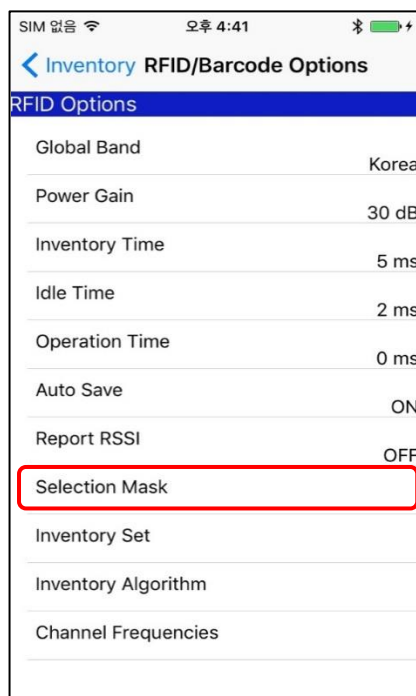 SIM 없음 오후 4:41
Inventory RFID/Barcode Options
RFID Options
Global Band
Korea
Power Gain
30 dB
Inventory Time
5 ms
Idle Time
2 ms
Operation Time
0 ms
Auto Save
ON
Report RSSI
OFF
Selection Mask
Inventory Set
Inventory Algorithm
Channel Frequencies